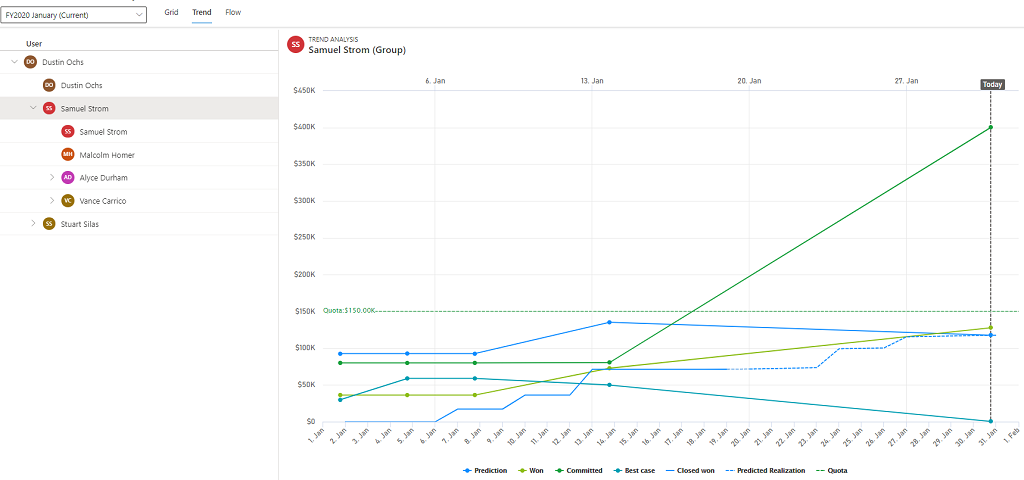 FY2020 January (Current)
Grid Trend Flow
User
DO Dustin Ochs
DO Dustin Ochs
SS Samuel Strom
SS Samuel Strom
MH Malcolm Homer
AD Alyce Durham
VC Vance Carrico
SS Stuart Silas
SS TREND ANALYSIS
Samuel Strom (Group)
6. Jan 13. Jan 20. Jan 27. Jan Today
$450K
$400K
$350K
$300K
$250K
$200K
$150K Quota:$150.00K
$100K
$50K
$0
1. Jan 2. Jan 3. Jan 4. Jan 5. Jan 6. Jan 7. Jan 8. Jan 9. Jan 10. Jan 11. Jan 12. Jan 13. Jan 14. Jan 15. Jan 16. Jan 17. Jan 18. Jan 19. Jan 20. Jan 21. Jan 22. Jan 23. Jan 24. Jan 25. Jan 26. Jan 27. Jan 28. Jan 29. Jan 30. Jan 31. Jan 1. Feb
Prediction Won Committed Best case Closed won Predicted Realization Quota